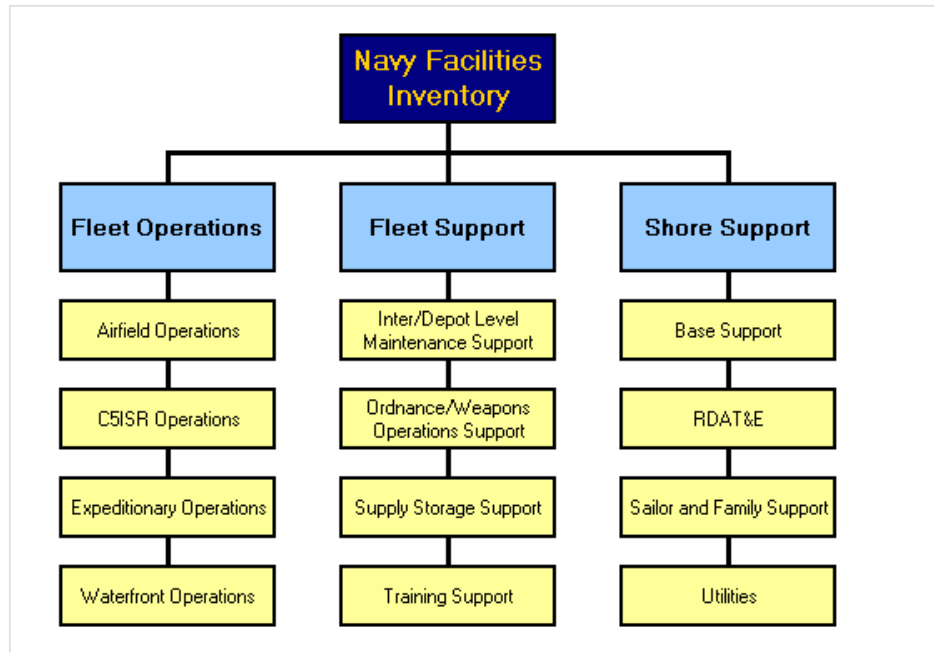 Navy Facilities
Inventory
Fleet Operations
Airfield Operations
C5ISR Operations
Expeditionary Operations
Waterfront Operations
Fleet Support
Inter/Depot Level
Maintenance Support
Ordnance/Weapons
Operations Support
Supply Storage Support
Training Support
Shore Support
Base Support
RDAT&E
Sailor and Family Support
Utilities